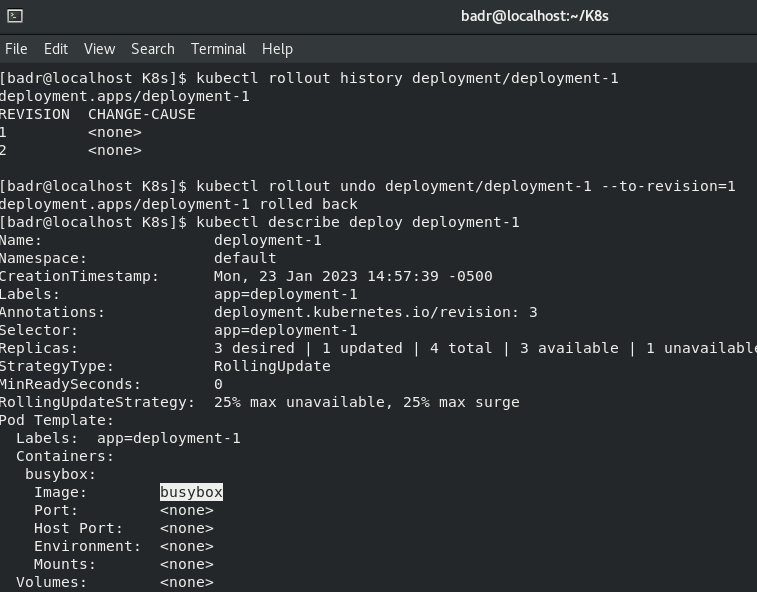 badr@localhost:~/K8s
File Edit View Search Terminal Help
[badr@localhost K8s]$ kubectl rollout history deployment/deployment-1
deployment.apps/deployment-1
REVISION  CHANGE-CAUSE
1         <none>
2         <none>
[badr@localhost K8s]$ kubectl rollout undo deployment/deployment-1 --to-revision=1
deployment.apps/deployment-1 rolled back
[badr@localhost K8s]$ kubectl describe deploy deployment-1
Name:                   deployment-1
Namespace:              default
CreationTimestamp:      Mon, 23 Jan 2023 14:57:39 -0500
Labels:                 app=deployment-1
Annotations:            deployment.kubernetes.io/revision: 3
Selector:               app=deployment-1
Replicas:               3 desired | 1 updated | 4 total | 3 available | 1 unavailable
StrategyType:           RollingUpdate
MinReadySeconds:        0
RollingUpdateStrategy:  25% max unavailable, 25% max surge
Pod Template:
  Labels:  app=deployment-1
  Containers:
   busybox:
    Image:        busybox
    Port:         <none>
    Host Port:    <none>
    Environment:  <none>
    Mounts:       <none>
  Volumes:        <none>